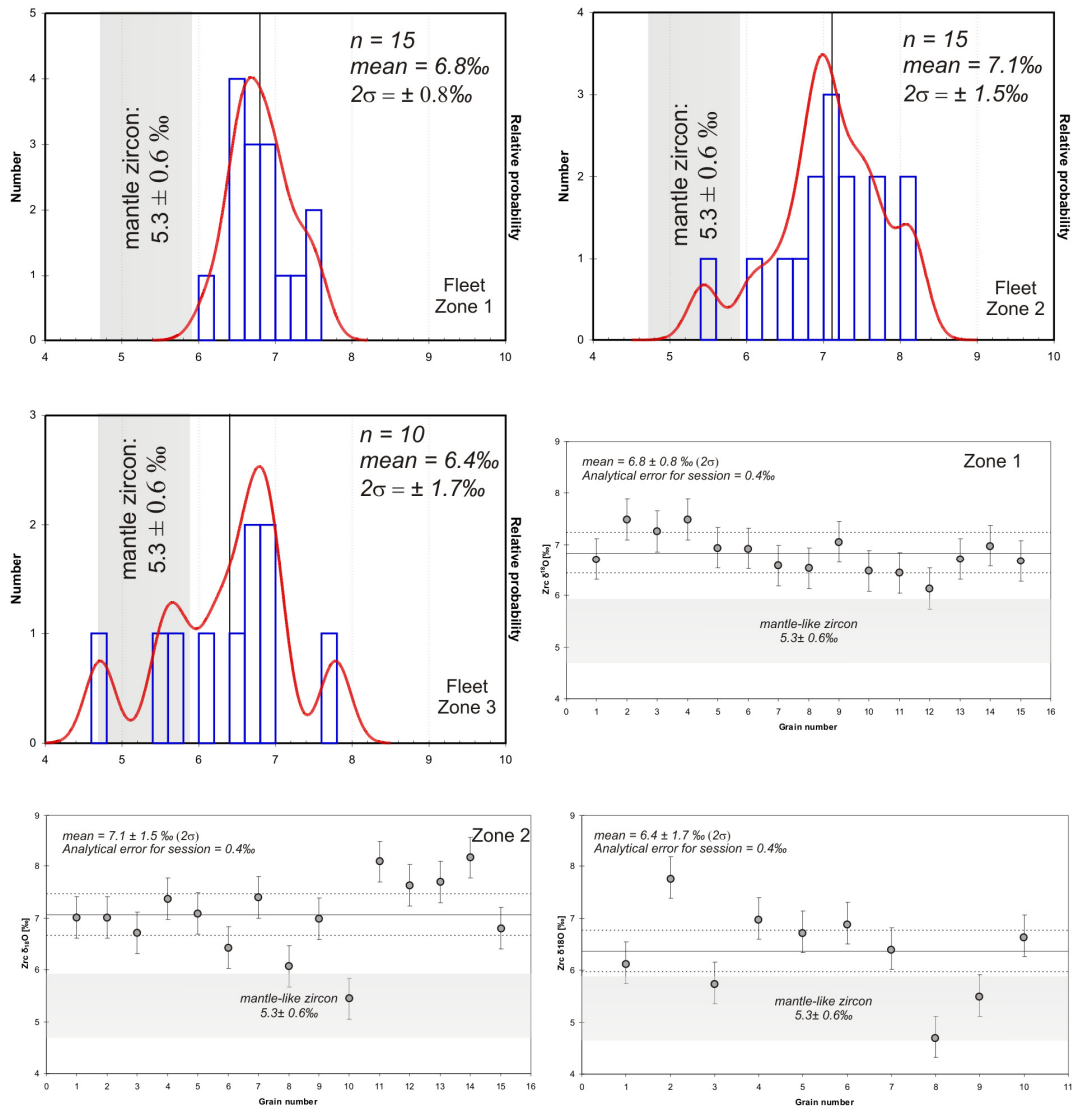 n = 15
mean = 6.8‰
2σ = ± 0.8‰
mantle zircon:
5.3 ± 0.6 ‰
Number
Relative probability
Fleet
Zone 1
0 1 2 3 4 5
4 5 6 7 8 9 10
n = 15
mean = 7.1‰
2σ = ± 1.5‰
mantle zircon:
5.3 ± 0.6 ‰
Number
Relative probability
Fleet
Zone 2
0 1 2 3 4
4 5 6 7 8 9 10
n = 10
mean = 6.4‰
2σ = ± 1.7‰
mantle zircon:
5.3 ± 0.6 ‰
Number
Relative probability
Fleet
Zone 3
0 1 2 3
4 5 6 7 8 9 10
mean = 6.8 ± 0.8 ‰ (2σ)
Analytical error for session = 0.4‰
Zone 1
Zrc δ¹⁸O[‰]
mantle-like zircon
5.3± 0.6‰
4 5 6 7 8 9
0 1 2 3 4 5 6 7 8 9 10 11 12 13 14 15 16
Grain number
mean = 7.1 ± 1.5 ‰ (2σ)
Analytical error for session = 0.4‰
Zone 2
Zrc δ₁₈O [‰]
mantle-like zircon
5.3± 0.6‰
4 5 6 7 8 9
0 1 2 3 4 5 6 7 8 9 10 11 12 13 14 15 16
Grain number
mean = 6.4 ± 1.7 ‰ (2σ)
Analytical error for session = 0.4‰
Zrc δ18O [‰]
mantle-like zircon
5.3± 0.6‰
4 5 6 7 8 9
0 1 2 3 4 5 6 7 8 9 10 11
Grain number